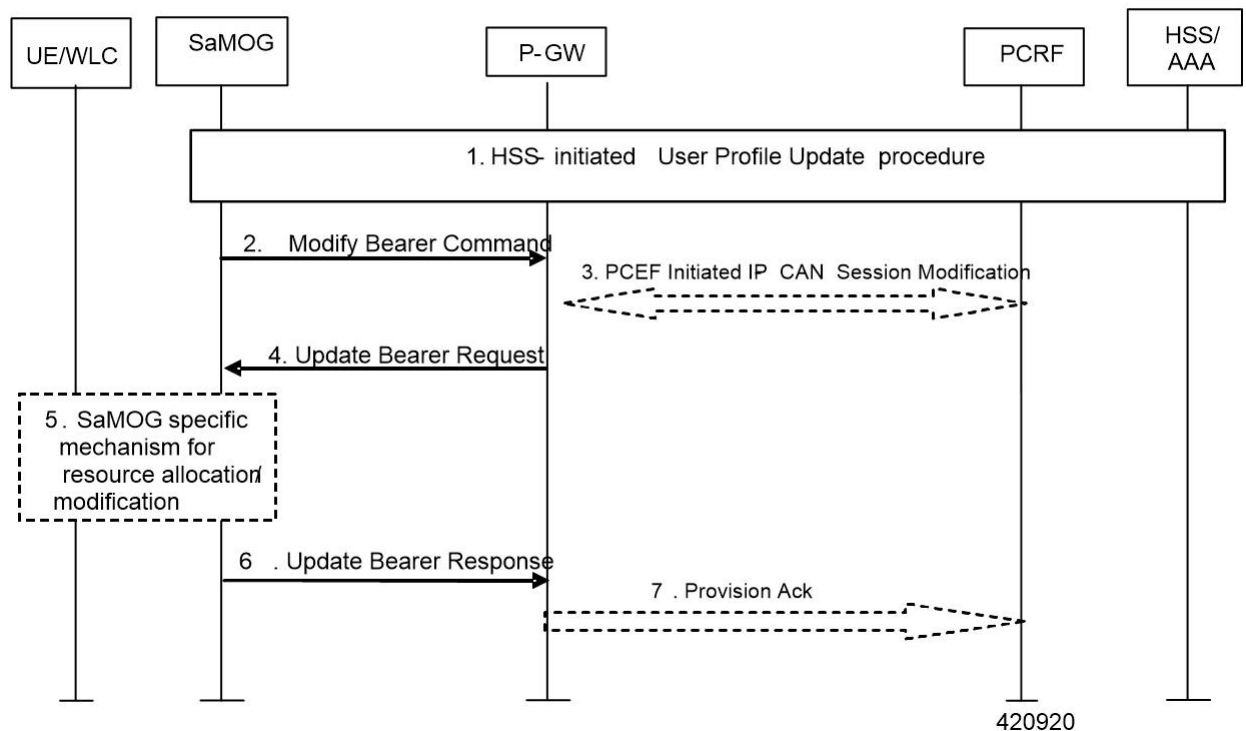 UE/WLC
SaMOG
P-GW
PCRF
HSS/
AAA
1. HSS- initiated User Profile Update procedure
2. Modify Bearer Command
3. PCEF Initiated IP CAN Session Modification
4. Update Bearer Request
5 . SaMOG specific
mechanism for
resource allocation/
modification
6 . Update Bearer Response
7 . Provision Ack
420920